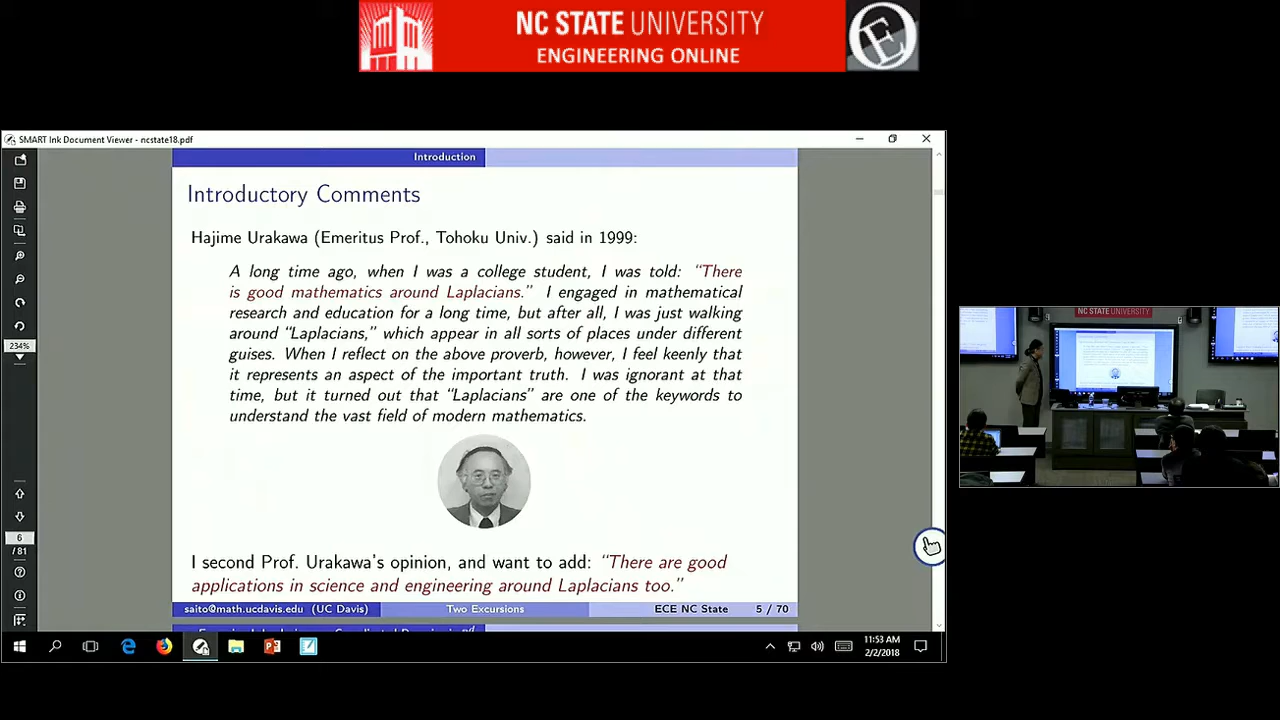 NC STATE UNIVERSITY
ENGINEERING ONLINE
SMART Ink Document Viewer - ncstate18.pdf
Introduction
Introductory Comments
Hajime Urakawa (Emeritus Prof., Tohoku Univ.) said in 1999:
A long time ago, when I was a college student, I was told: “There
is good mathematics around Laplacians.” I engaged in mathematical
research and education for a long time, but after all, I was just walking
around “Laplacians,” which appear in all sorts of places under different
guises. When I reflect on the above proverb, however, I feel keenly that
it represents an aspect of the important truth. I was ignorant at that
time, but it turned out that “Laplacians” are one of the keywords to
understand the vast field of modern mathematics.
I second Prof. Urakawa's opinion, and want to add: “There are good
applications in science and engineering around Laplacians too.”
saito@math.ucdavis.edu (UC Davis) Two Excursions ECE NC State 5 / 70
234%
6
/ 81
11:53 AM
2/2/2018
NC STATE UNIVERSITY